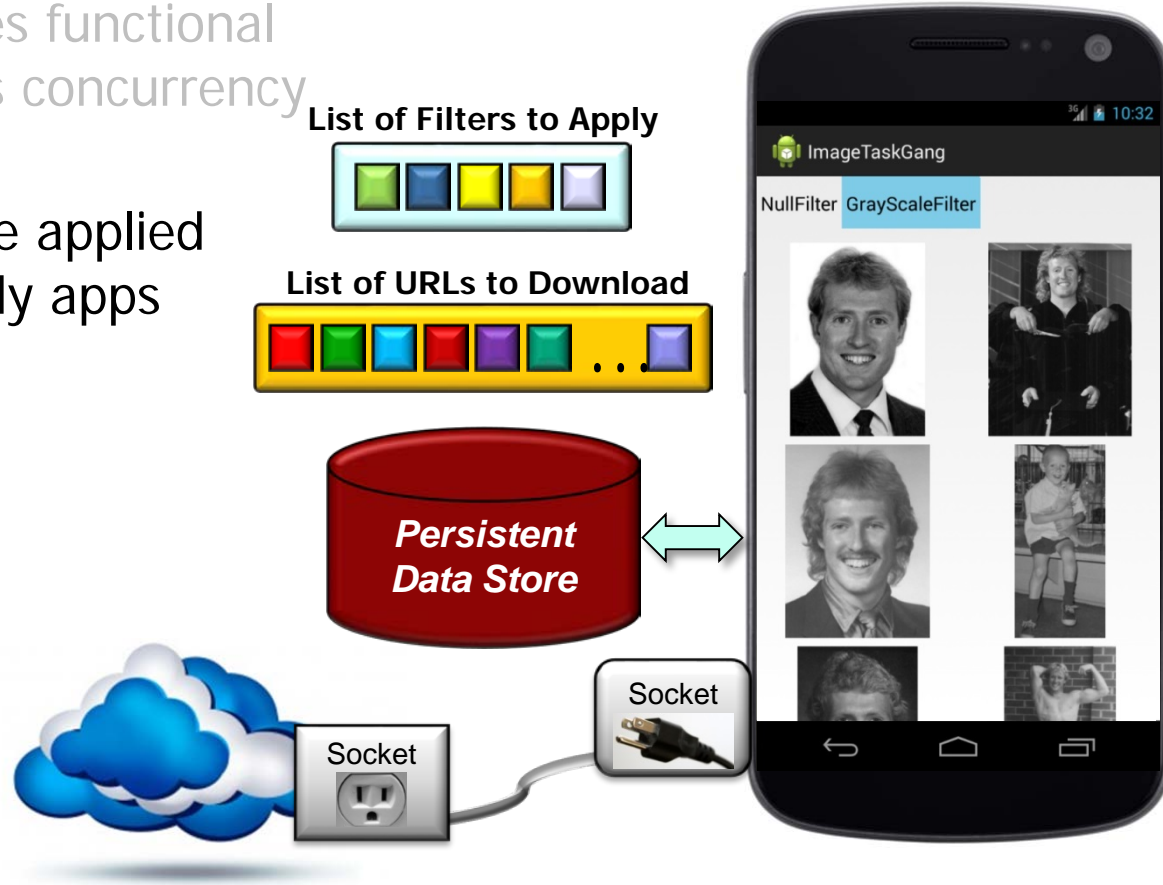 es functional
s concurrency
e applied
ly apps
List of Filters to Apply
List of URLs to Download
. . .
Persistent
Data Store
Socket
Socket
3G 10:32
ImageTaskGang
NullFilter GrayScaleFilter